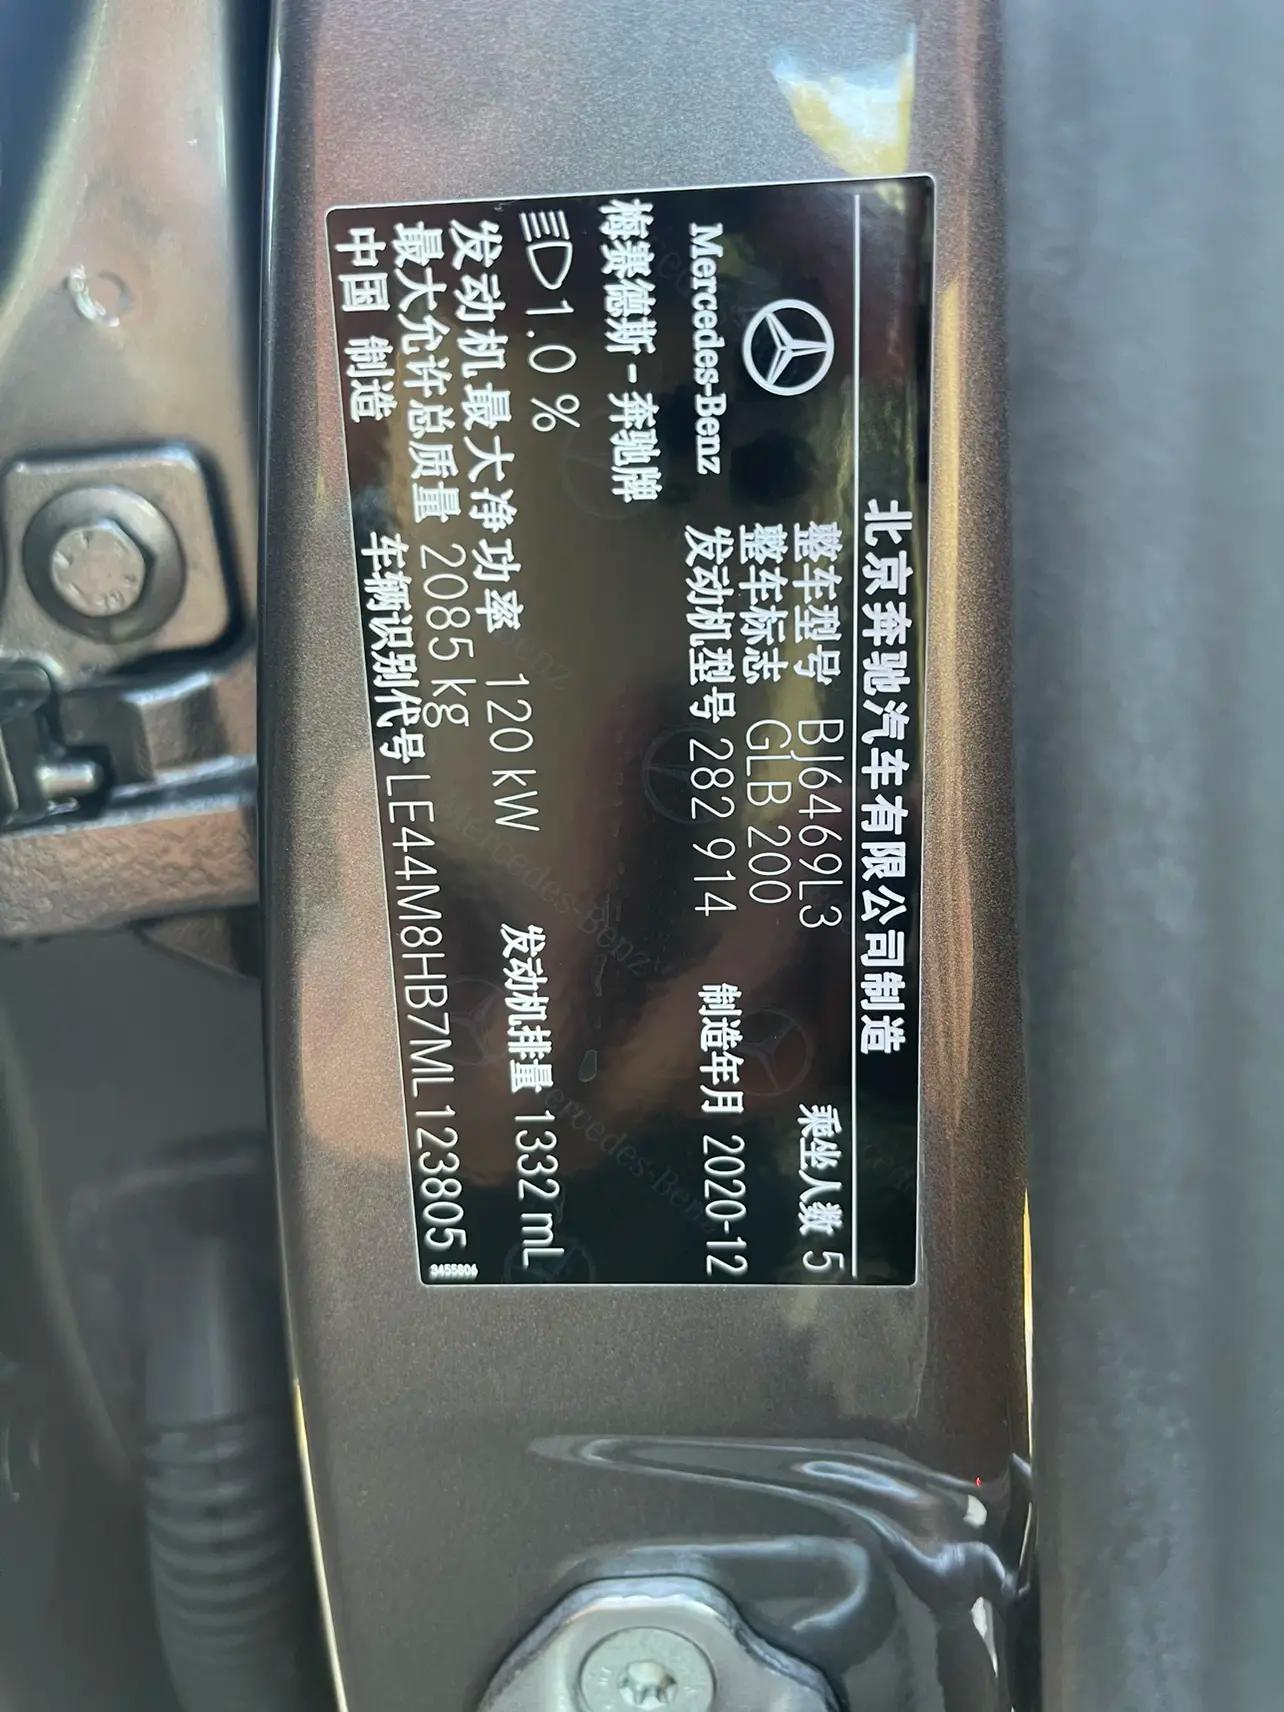 北京奔驰汽车有限公司制造
Mercedes-Benz
整车型号 BJ6469L3 乘坐人数 5
整车标志 GLB 200
发动机型号 282 914 制造年月 2020-12
梅赛德斯-奔驰牌
1.0 %
发动机最大净功率 120 kW 发动机排量 1332 mL
最大允许总质量 2085 kg
中国 制造 车辆识别代号 LE44M8HB7ML123805
3455806